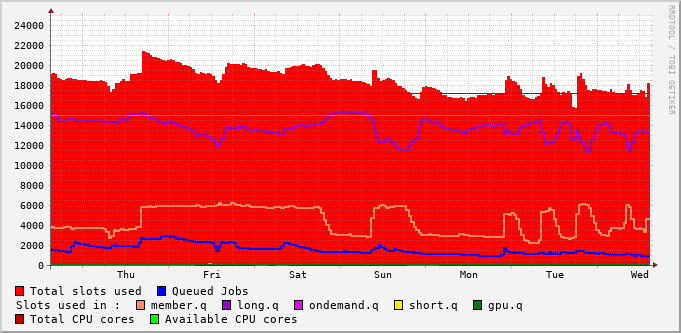 RRDTOOL / TOBI OETIKER
24000
22000
20000
18000
16000
14000
12000
10000
8000
6000
4000
2000
0
Thu Fri Sat Sun Mon Tue Wed
Total slots used Queued Jobs
Slots used in : member.q long.q ondemand.q short.q gpu.q
Total CPU cores Available CPU cores